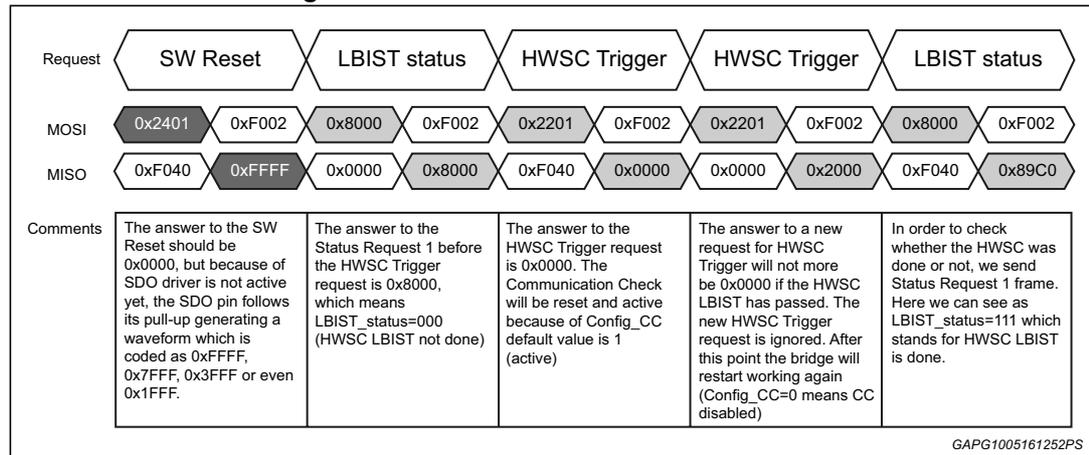 Request SW Reset LBIST status HWSC Trigger HWSC Trigger LBIST status
MOSI 0x2401 0xF002 0x8000 0xF002 0x2201 0xF002 0x2201 0xF002 0x8000 0xF002
MISO 0xF040 0xFFFF 0x0000 0x8000 0xF040 0x0000 0x0000 0x2000 0xF040 0x89C0
Comments
The answer to the SW
Reset should be
0x0000, but because of
SDO driver is not active
yet, the SDO pin follows
its pull-up generating a
waveform which is
coded as 0xFFFF,
0x7FFF, 0x3FFF or even
0x1FFF.
The answer to the
Status Request 1 before
the HWSC Trigger
request is 0x8000,
which means
LBIST_status=000
(HWSC LBIST not done)
The answer to the
HWSC Trigger request
is 0x0000. The
Communication Check
will be reset and active
because of Config_CC
default value is 1
(active)
The answer to a new
request for HWSC
Trigger will not more
be 0x0000 if the HWSC
LBIST has passed. The
new HWSC Trigger
request is ignored. After
this point the bridge will
restart working again
(Config_CC=0 means CC
disabled)
In order to check
whether the HWSC was
done or not, we send
Status Request 1 frame.
Here we can see as
LBIST_status=111 which
stands for HWSC LBIST
is done.
GAPG1005161252PS